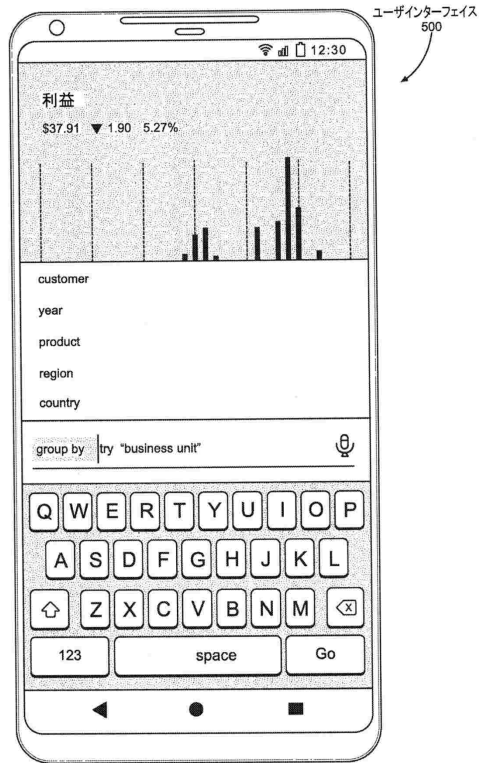 ユーザインターフェイス
500
12:30
利益
$37.91 ▼ 1.90 5.27%
customer
year
product
region
country
group by try “business unit”
Q W E R T Y U I O P
A S D F G H J K L
Z X C V B N M
123 space Go